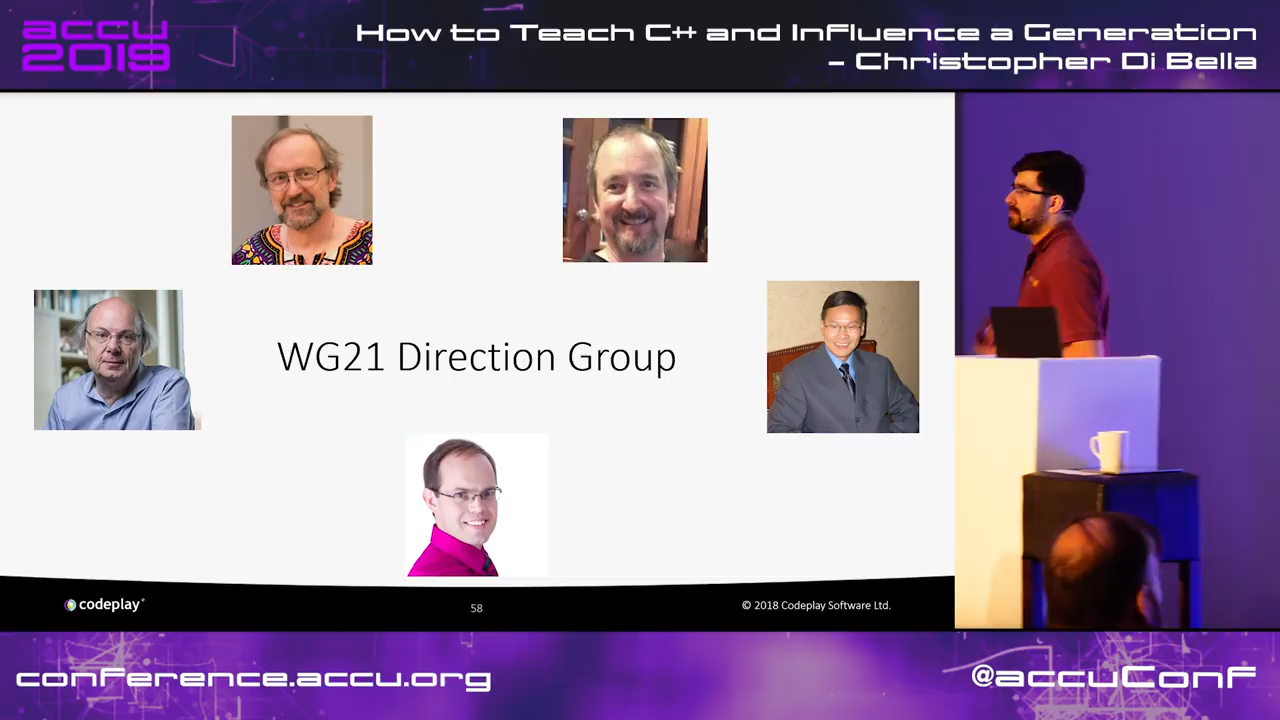 accu
2019
How to Teach C++ and Influence a Generation
– Christopher Di Bella
WG21 Direction Group
codeplay®
58
© 2018 Codeplay Software Ltd.
conference.accu.org
@accuConf